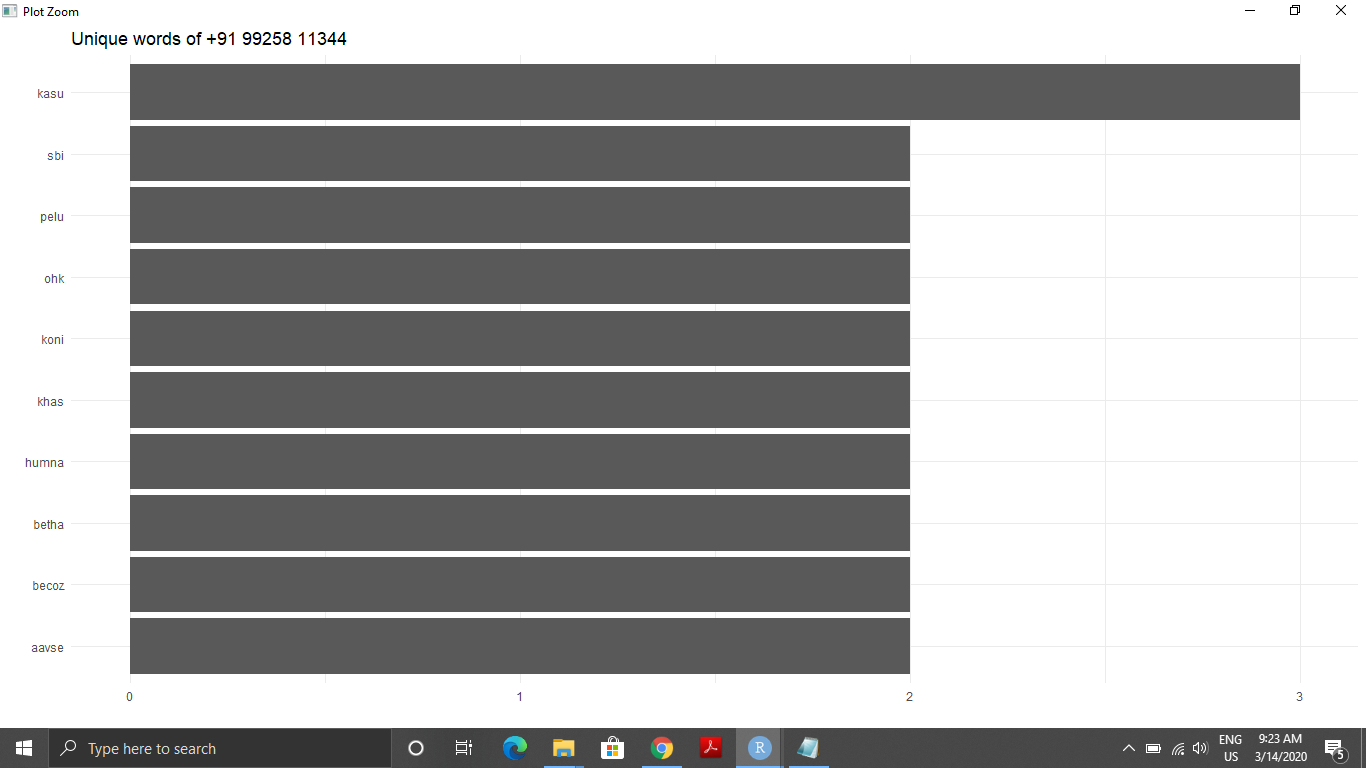 Plot Zoom
Unique words of +91 99258 11344
kasu
sbi
pelu
ohk
koni
khas
humna
betha
becoz
aavse
0 1 2 3
Type here to search
R
ENG 9:23 AM
US 3/14/2020
5